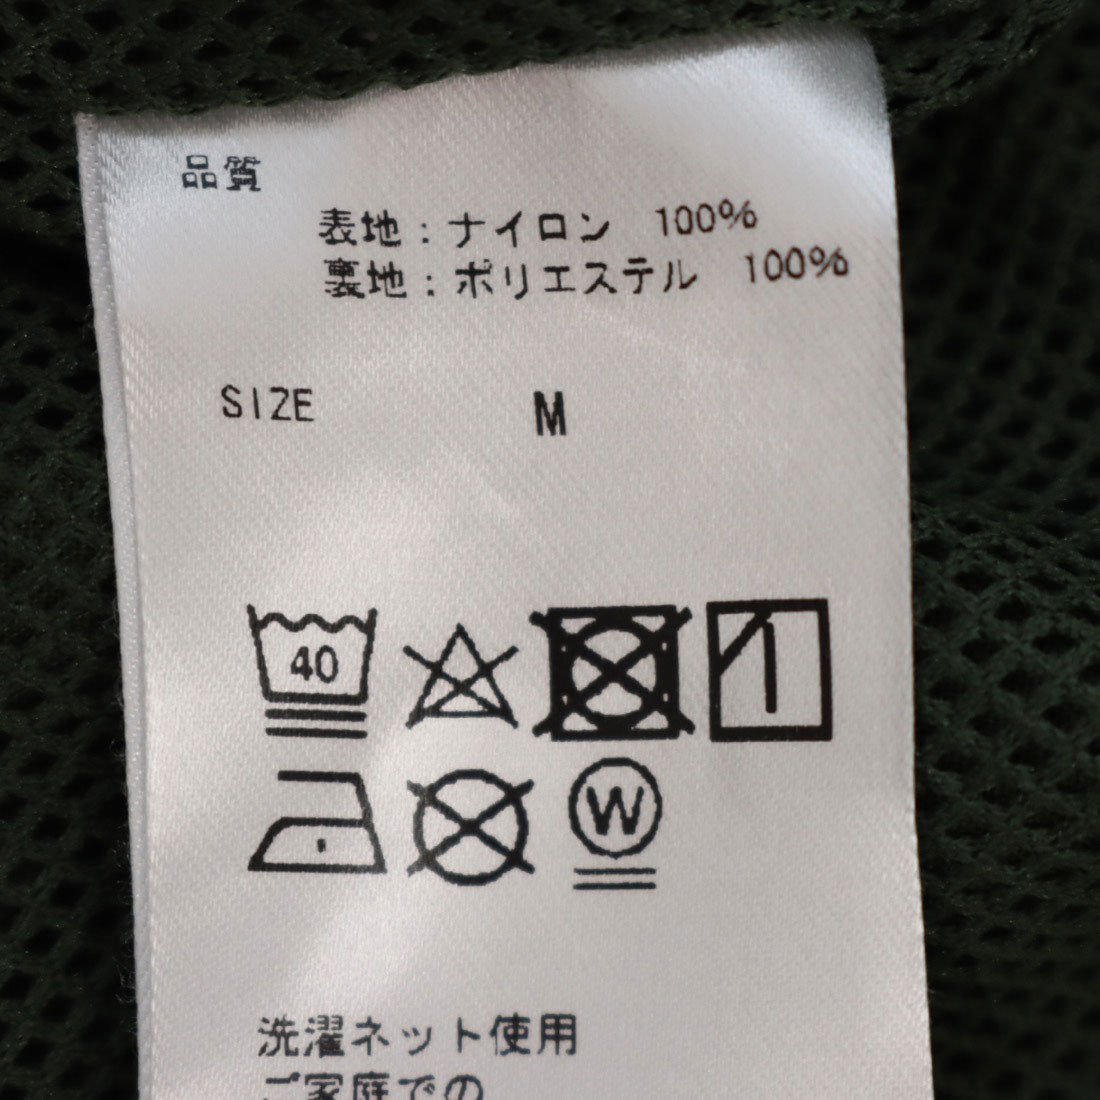 品質
表地：ナイロン 100%
裏地：ポリエステル 100%
SIZE M
40
W
洗濯ネット使用
ご家庭での